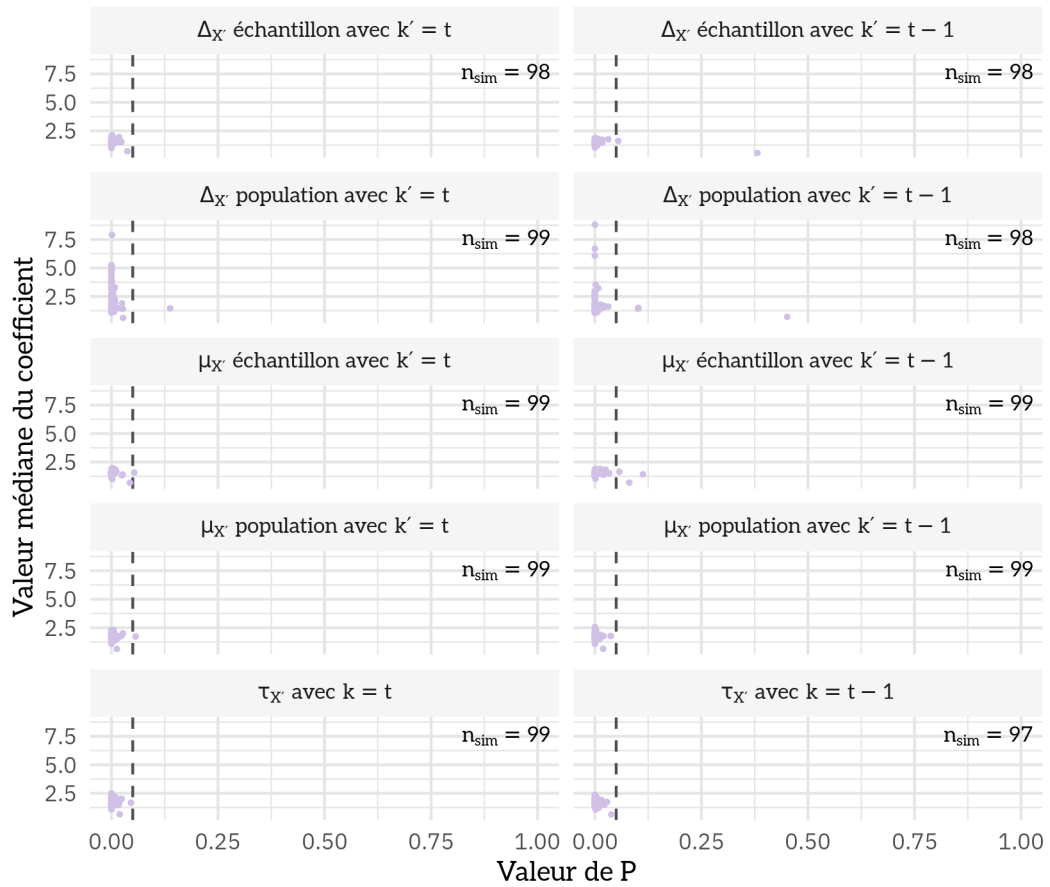 Δ_X′ échantillon avec k′ = t
Δ_X′ échantillon avec k′ = t − 1
7.5
5.0
2.5
n_sim = 98
n_sim = 98
Δ_X′ population avec k′ = t
Δ_X′ population avec k′ = t − 1
7.5
5.0
2.5
n_sim = 99
n_sim = 98
μ_X′ échantillon avec k′ = t
μ_X′ échantillon avec k′ = t − 1
7.5
5.0
2.5
n_sim = 99
n_sim = 99
μ_X′ population avec k′ = t
μ_X′ population avec k′ = t − 1
7.5
5.0
2.5
n_sim = 99
n_sim = 99
τ_X′ avec k = t
τ_X′ avec k = t − 1
7.5
5.0
2.5
n_sim = 99
n_sim = 97
0.00 0.25 0.50 0.75 1.00
0.00 0.25 0.50 0.75 1.00
Valeur de P
Valeur médiane du coefficient